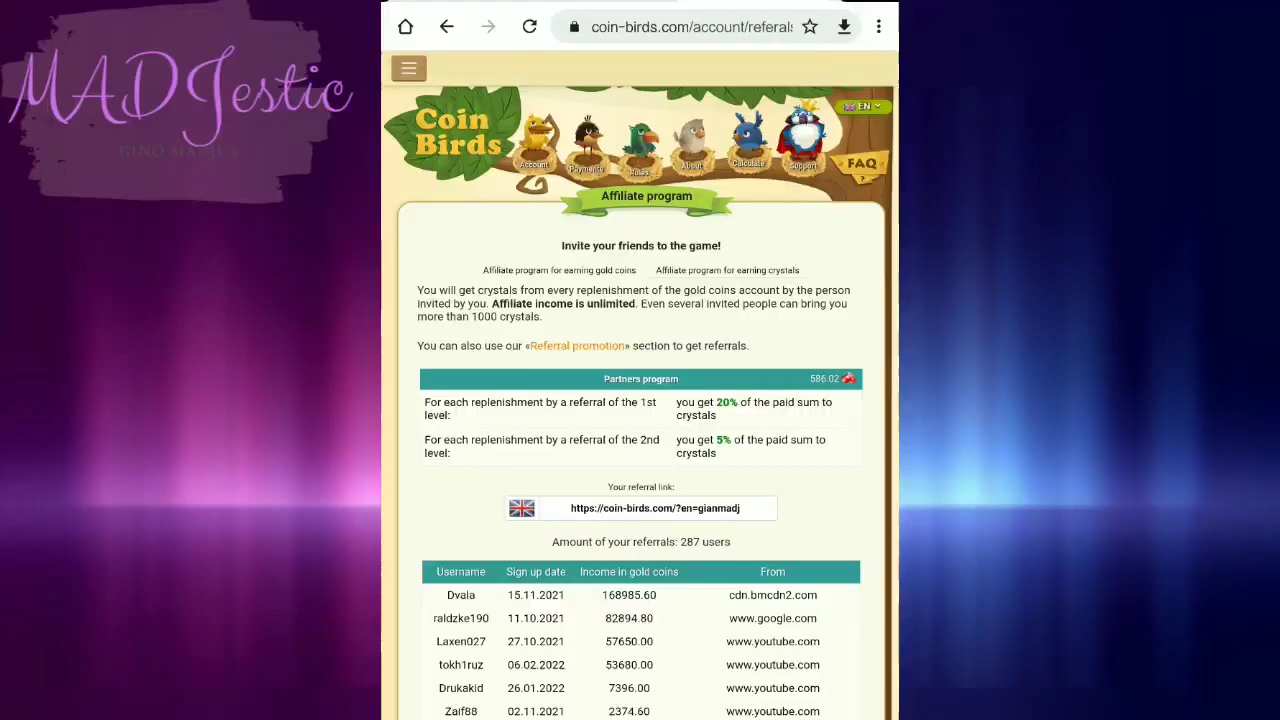 MADJestic
GINO MADJUS
coin-birds.com/account/referals
Coin
Birds
EN
Account
Payments
Rules
About
Calculate
Support
FAQ
?
Affiliate program
Invite your friends to the game!
Affiliate program for earning gold coins
Affiliate program for earning crystals
You will get crystals from every replenishment of the gold coins account by the person
invited by you. Affiliate income is unlimited. Even several invited people can bring you
more than 1000 crystals.
You can also use our «Referral promotion» section to get referrals.
Partners program
586.02
For each replenishment by a referral of the 1st
level:
you get 20% of the paid sum to
crystals
For each replenishment by a referral of the 2nd
level:
you get 5% of the paid sum to
crystals
Your referral link:
https://coin-birds.com/?en=gianmadj
Amount of your referrals: 287 users
Username Sign up date Income in gold coins From
Dvala 15.11.2021 168985.60 cdn.bmcdn2.com
raldzke190 11.10.2021 82894.80 www.google.com
Laxen027 27.10.2021 57650.00 www.youtube.com
tokh1ruz 06.02.2022 53680.00 www.youtube.com
Drukakid 26.01.2022 7396.00 www.youtube.com
Zaif88 02.11.2021 2374.60 www.youtube.com